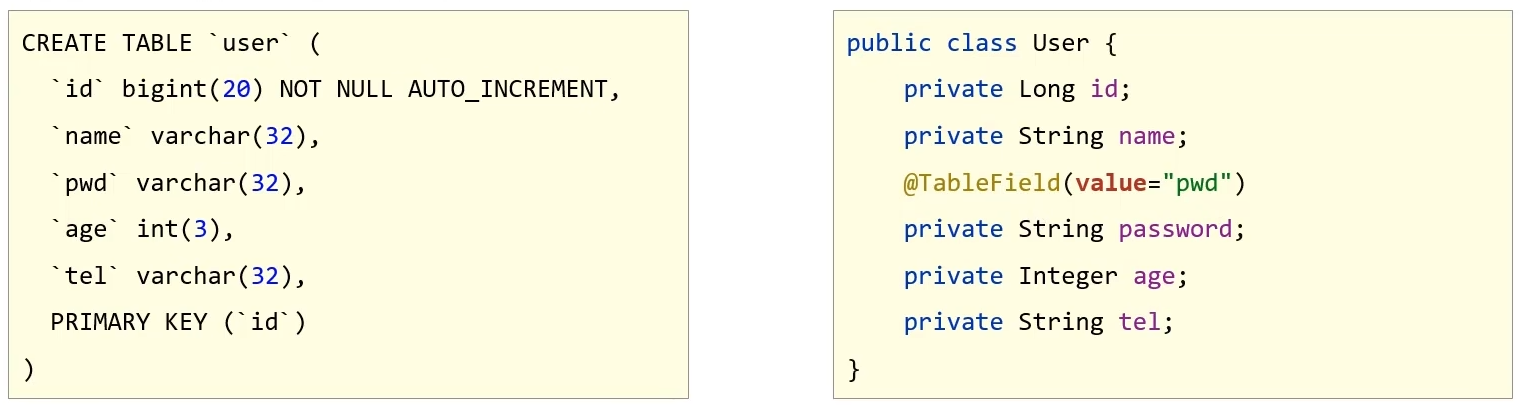 CREATE TABLE `user` (
  `id` bigint(20) NOT NULL AUTO_INCREMENT,
  `name` varchar(32),
  `pwd` varchar(32),
  `age` int(3),
  `tel` varchar(32),
  PRIMARY KEY (`id`)
)
public class User {
    private Long id;
    private String name;
    @TableField(value="pwd")
    private String password;
    private Integer age;
    private String tel;
}